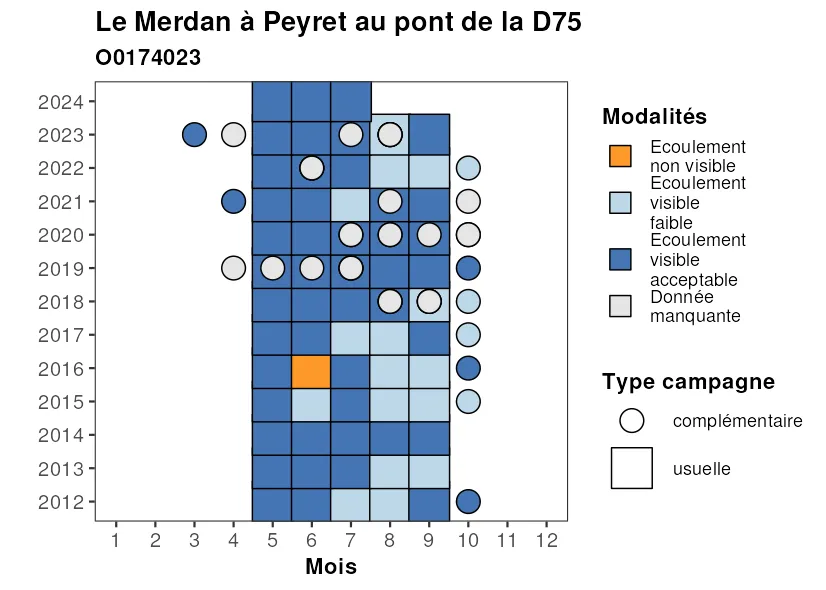 Le Merdan à Peyret au pont de la D75
O0174023
2024
2023
2022
2021
2020
2019
2018
2017
2016
2015
2014
2013
2012
1 2 3 4 5 6 7 8 9 10 11 12
Mois
Modalités
Ecoulement
non visible
Ecoulement
visible
faible
Ecoulement
visible
acceptable
Donnée
manquante
Type campagne
complémentaire
usuelle